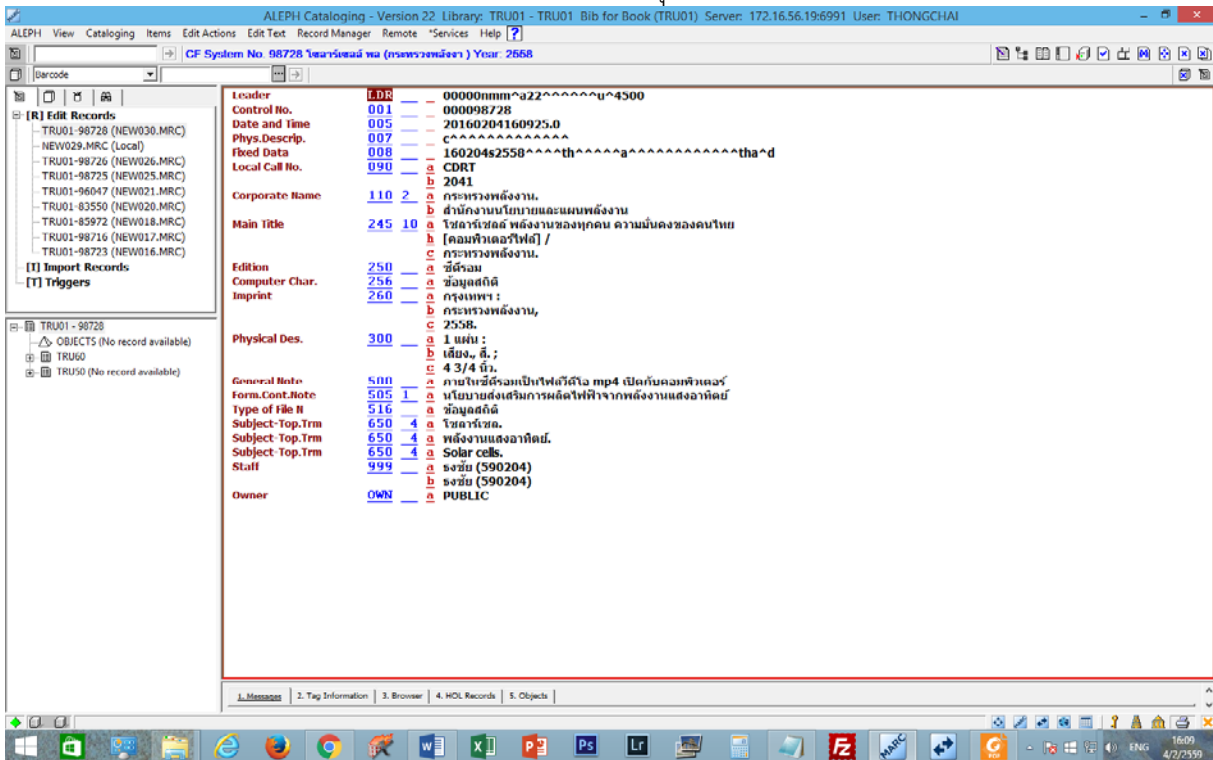 ALEPH Cataloging - Version 22 Library: TRU01 - TRU01 Bib for Book (TRU01) Server: 172.16.56.19:6991 User: THONGCHAI
ALEPH View Cataloging Items Edit Actions Edit Text Record Manager Remote *Services Help ?
CF System No. 98728 โซลาร์เซลล์ พล (กระทรวงพลังงา ) Year: 2558
Barcode
[R] Edit Records
TRU01-98728 (NEW030.MRC)
NEW029.MRC (Local)
TRU01-98726 (NEW026.MRC)
TRU01-98725 (NEW025.MRC)
TRU01-96047 (NEW021.MRC)
TRU01-83550 (NEW020.MRC)
TRU01-85972 (NEW018.MRC)
TRU01-98716 (NEW017.MRC)
TRU01-98723 (NEW016.MRC)
[I] Import Records
[T] Triggers
TRU01 - 98728
OBJECTS (No record available)
TRU60
TRU50 (No record available)
Leader LDR 00000nmm^a22^^^^^^u^4500
Control No. 001 000098728
Date and Time 005 20160204160925.0
Phys.Descrip. 007 c^^^^^^^^^^^^^
Fixed Data 008 160204s2558^^^^th^^^^^a^^^^^^^^^^^^tha^d
Local Call No. 090 a CDRT
b 2041
Corporate Name 110 2 a กระทรวงพลังงาน.
b สำนักงานนโยบายและแผนพลังงาน
Main Title 245 10 a โซลาร์เซลล์ พลังงานของทุกคน ความมั่นคงของคนไทย
h [คอมพิวเตอร์ไฟล์] /
c กระทรวงพลังงาน.
Edition 250 a ซีดีรอม
Computer Char. 256 a ข้อมูลสถิติ
Imprint 260 a กรุงเทพฯ :
b กระทรวงพลังงาน,
c 2558.
Physical Des. 300 a 1 แผ่น :
b เสียง., สี. ;
c 4 3/4 นิ้ว.
General Note 500 a ภายในซีดีรอมเป็นไฟล์วีดีโอ mp4 เปิดกับคอมพิวเตอร์
Form.Cont.Note 505 1 a นโยบายส่งเสริมการผลิตไฟฟ้าจากพลังงานแสงอาทิตย์
Type of File N 516 a ข้อมูลสถิติ
Subject-Top.Trm 650 4 a โซลาร์เซล.
Subject-Top.Trm 650 4 a พลังงานแสงอาทิตย์.
Subject-Top.Trm 650 4 a Solar cells.
Staff 999 a ธงชัย (590204)
b ธงชัย (590204)
Owner OWN a PUBLIC
1. Messages 2. Tag Information 3. Browser 4. HOL Records 5. Objects
ENG 16:09
4/2/2559